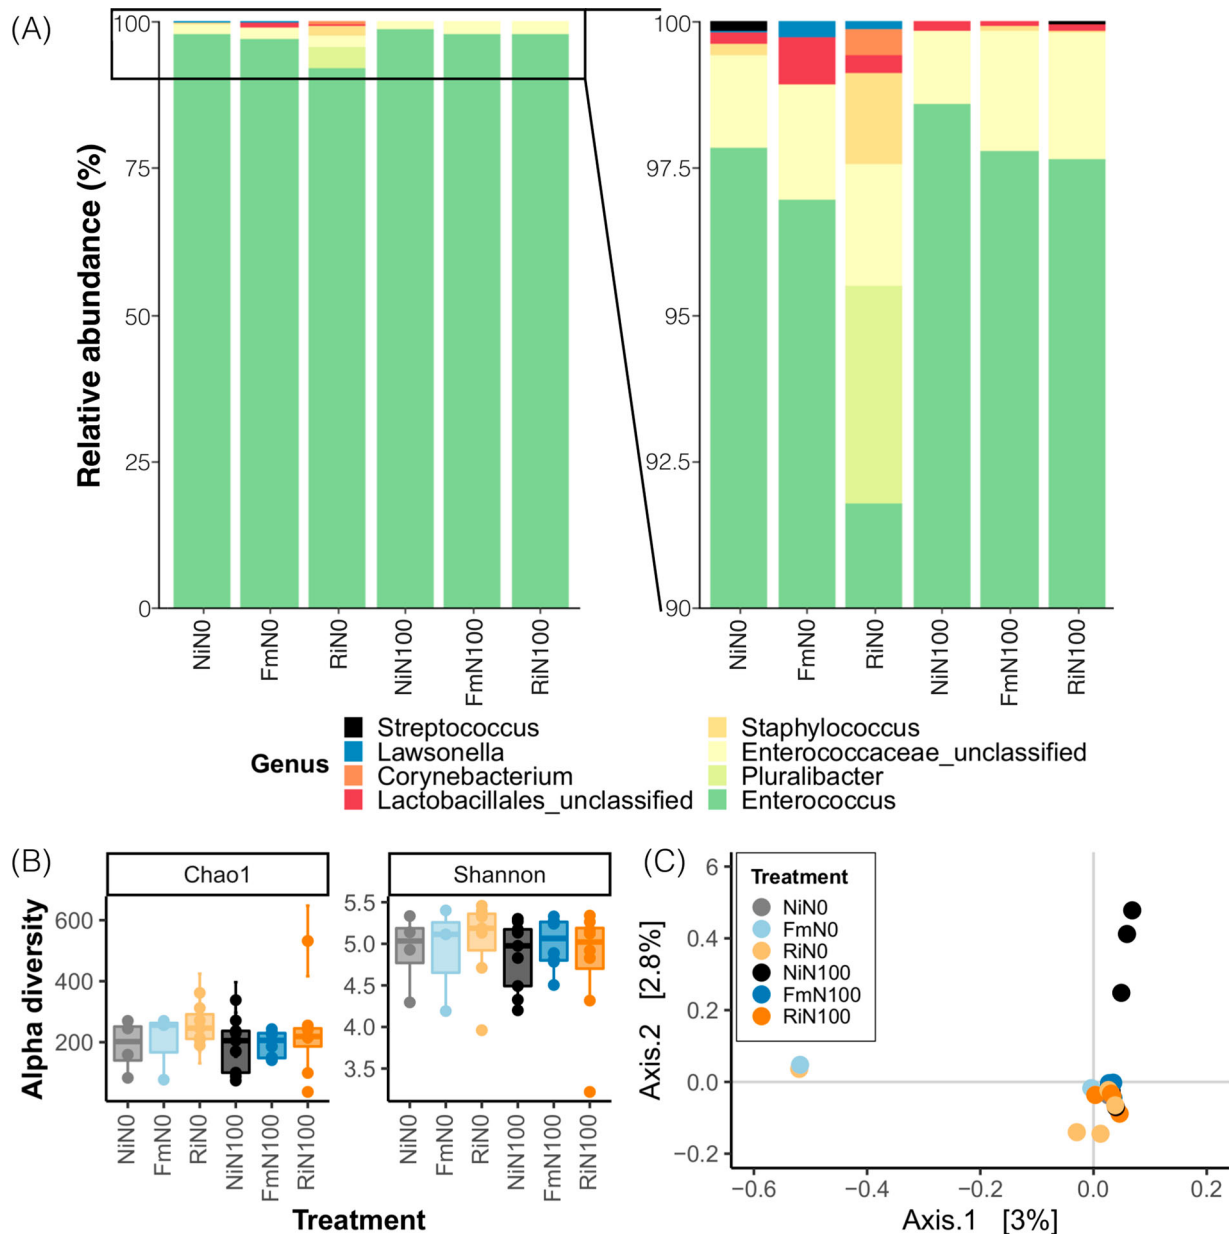 (A)
Relative abundance (%)
100
75
50
25
0
NiN0
FmN0
RiN0
NiN100
FmN100
RiN100
100
97.5
95
92.5
90
NiN0
FmN0
RiN0
NiN100
FmN100
RiN100
Genus
Streptococcus
Lawsonella
Corynebacterium
Lactobacillales_unclassified
Staphylococcus
Enterococcaceae_unclassified
Pluralibacter
Enterococcus
(B)
Alpha diversity
Chao1
600
400
200
NiN0
FmN0
RiN0
NiN100
FmN100
RiN100
Shannon
5.5
5.0
4.5
4.0
3.5
NiN0
FmN0
RiN0
NiN100
FmN100
RiN100
Treatment
(C)
Axis.2 [2.8%]
6
0.4
0.2
0.0
−0.2
Treatment
NiN0
FmN0
RiN0
NiN100
FmN100
RiN100
−0.6
−0.4
−0.2
0.0
0.2
Axis.1 [3%]